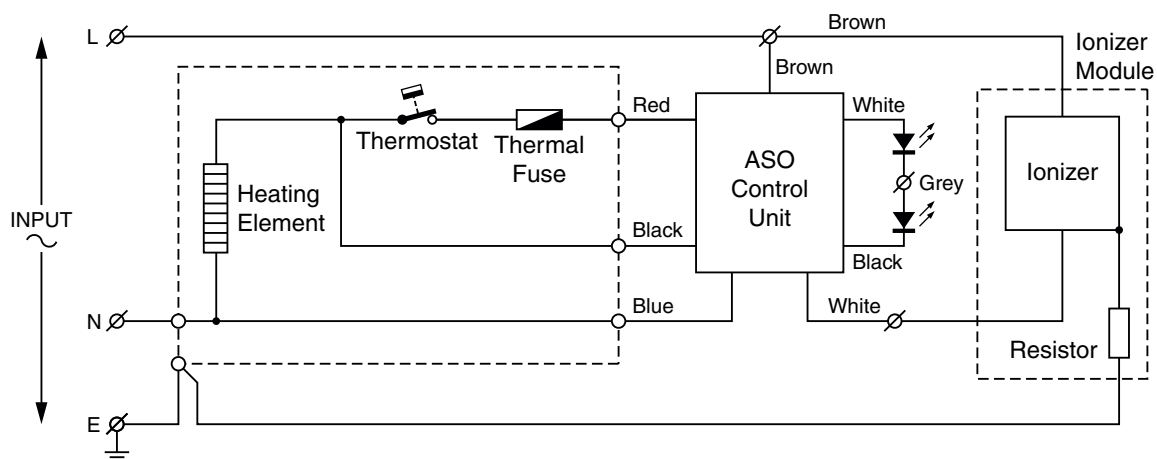 L
Brown
Brown
Ionizer
Module
Red
White
Thermostat
Thermal
Fuse
ASO
Control
Unit
Grey
Ionizer
Heating
Element
INPUT
Black
Black
N
Blue
White
Resistor
E